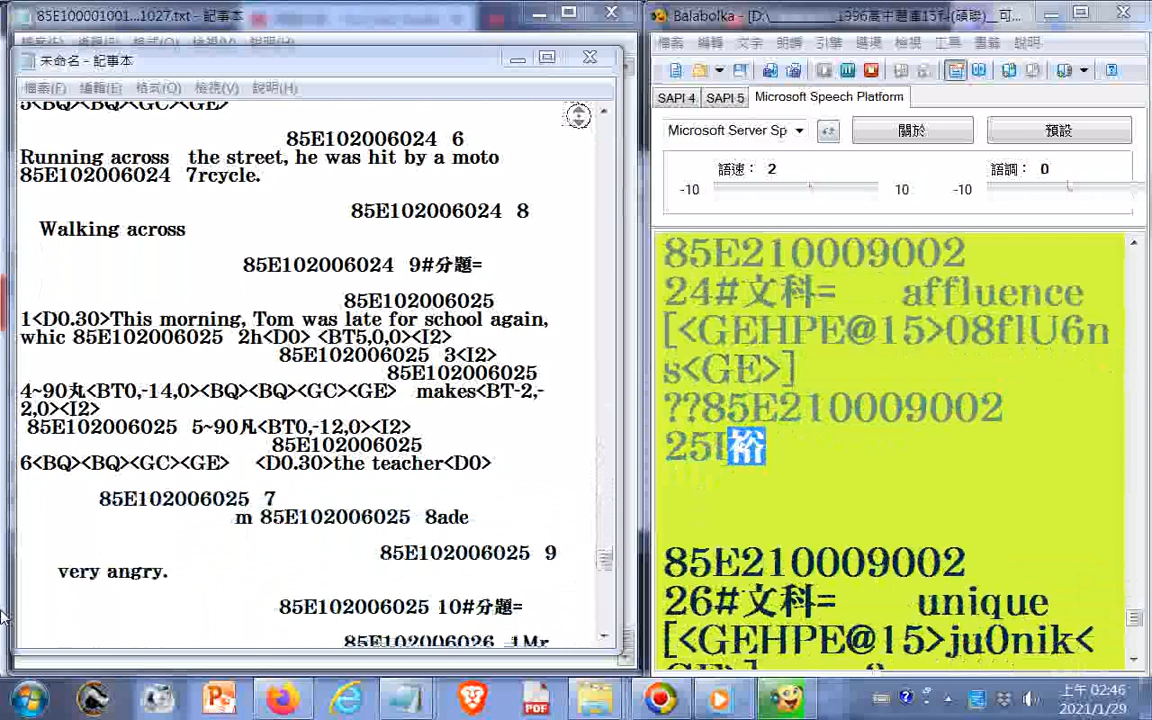 85E100001001...1027.txt - 記事本
未命名 - 記事本
檔案(F) 編輯(E) 格式(O) 檢視(V) 說明(H)
5<BQ><BQ><GC><GE>
85E102006024 6
Running across the street, he was hit by a moto
85E102006024 7rcycle.
85E102006024 8
Walking across
85E102006024 9#分題=
85E102006025
1<D0.30>This morning, Tom was late for school again,
whic 85E102006025 2h<D0> <BT5,0,0><I2>
85E102006025 3<I2>
85E102006025
4~90丸<BT0,-14,0><BQ><BQ><GC><GE> makes<BT-2,-
2,0><I2>
85E102006025 5~90凡<BT0,-12,0><I2>
85E102006025
6<BQ><BQ><GC><GE> <D0.30>the teacher<D0>
85E102006025 7
m 85E102006025 8ade
85E102006025 9
very angry.
85E102006025 10#分題=
85E102006026 1Mr
Balabolka - [D:\
檔案 編輯 文字 朗讀 引擎 選項 檢視 工具 書籤 說明
SAPI 4 SAPI 5 Microsoft Speech Platform
Microsoft Server Sp 關於 預設
語速: 2 語調: 0
-10 10 -10
85E210009002
24#文科= affluence
[<GEHPE@15>08flU6n
s<GE>]
??85E210009002
25[裕
85E210009002
26#文科= unique
[<GEHPE@15>ju0nik<
PDF
上午 02:46
2021/1/29